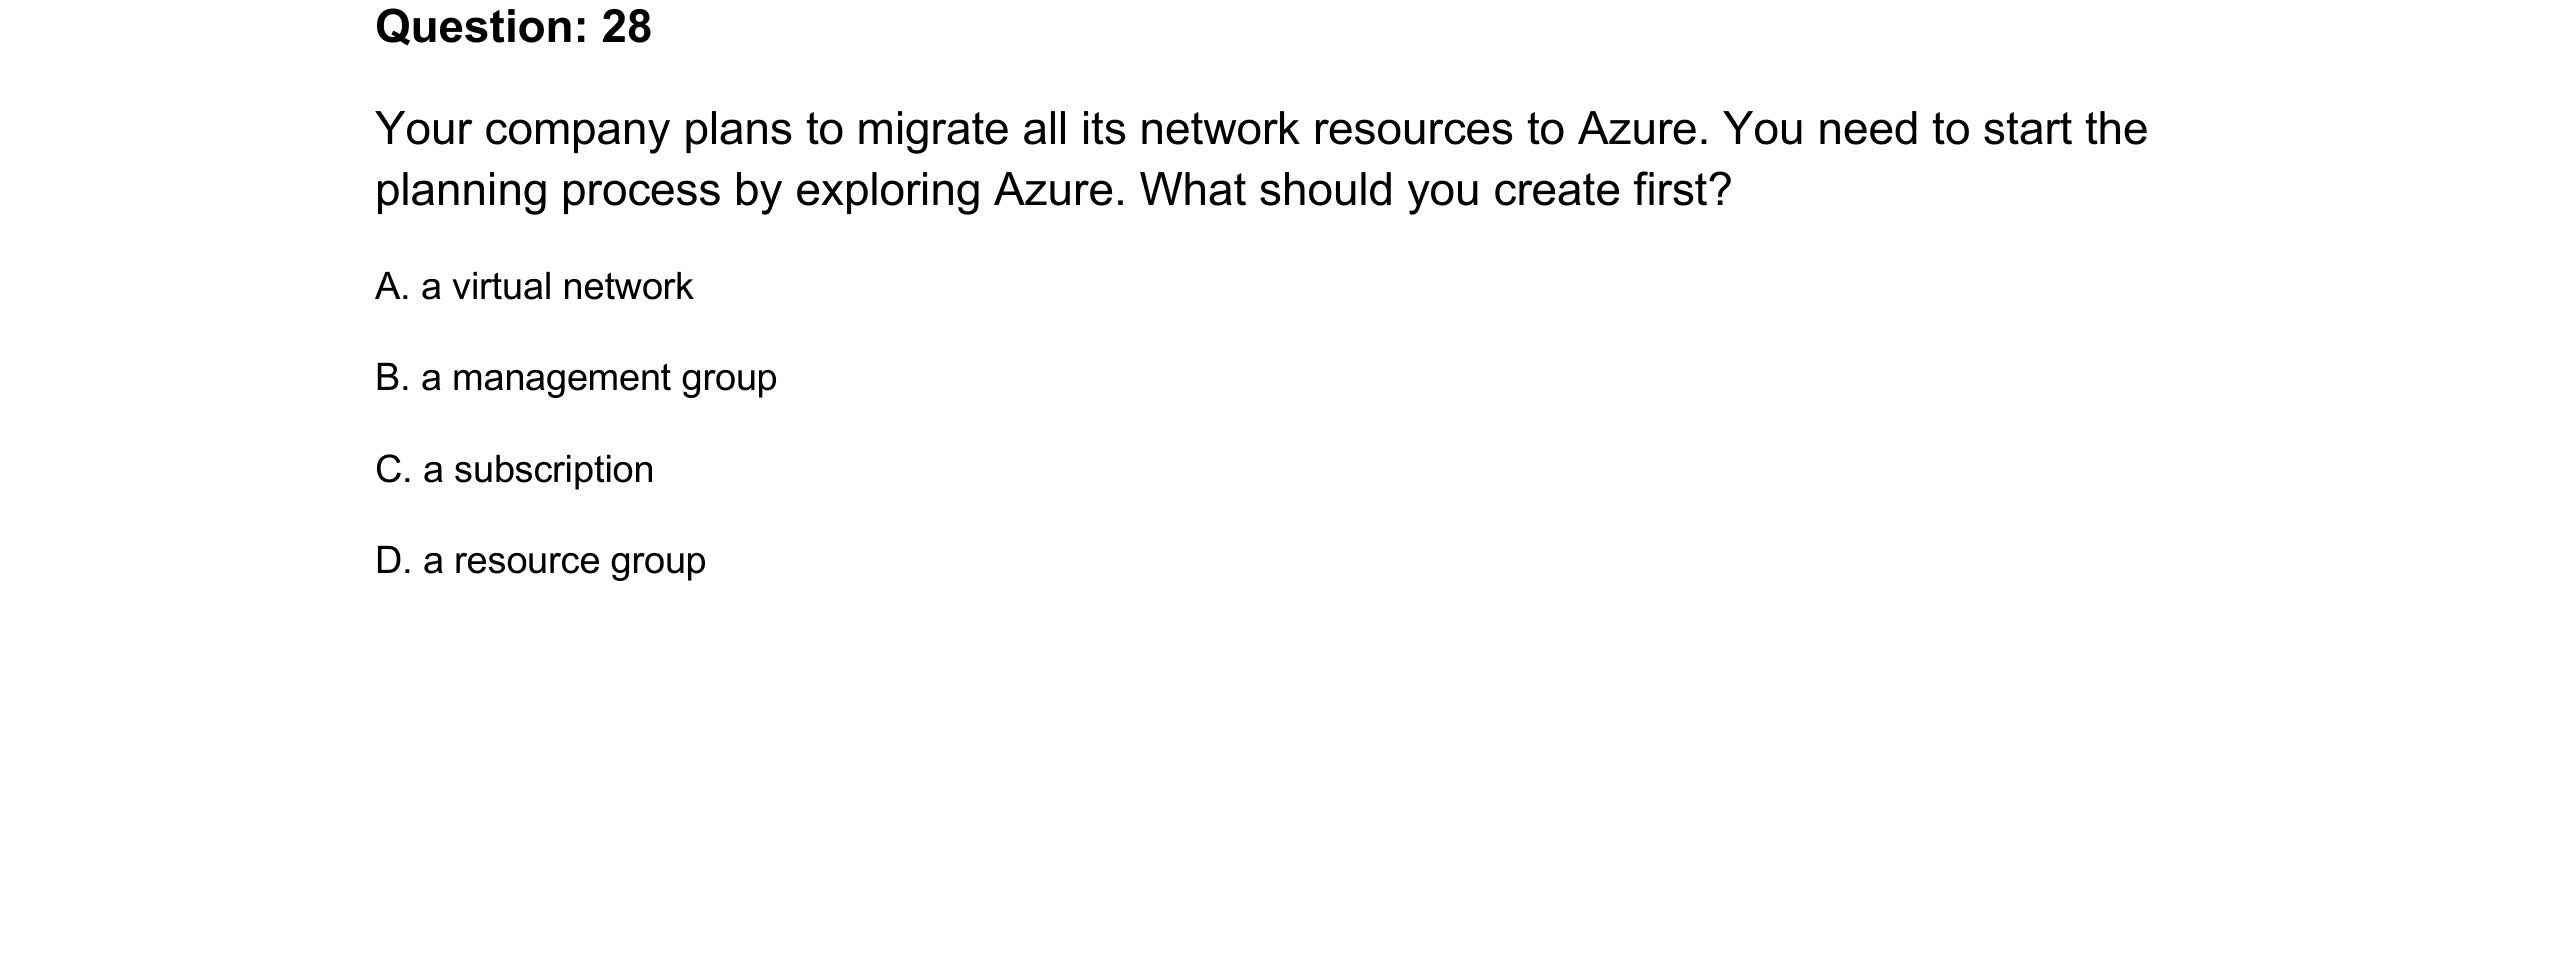 Question: 28
Your company plans to migrate all its network resources to Azure. You need to start the
planning process by exploring Azure. What should you create first?
A. a virtual network
B. a management group
C. a subscription
D. a resource group